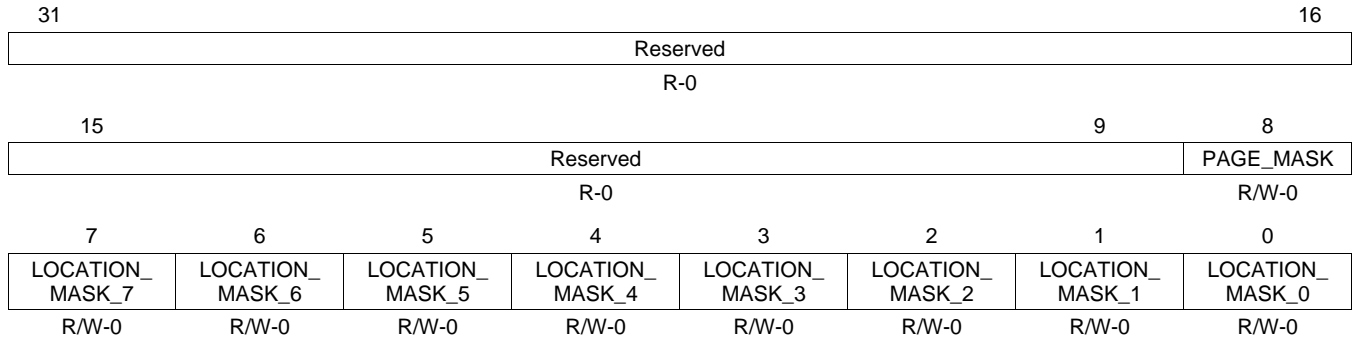 31 16
Reserved
R-0
15 9 8
Reserved PAGE_MASK
R-0 R/W-0
7 6 5 4 3 2 1 0
LOCATION_ LOCATION_ LOCATION_ LOCATION_ LOCATION_ LOCATION_ LOCATION_ LOCATION_
MASK_7 MASK_6 MASK_5 MASK_4 MASK_3 MASK_2 MASK_1 MASK_0
R/W-0 R/W-0 R/W-0 R/W-0 R/W-0 R/W-0 R/W-0 R/W-0